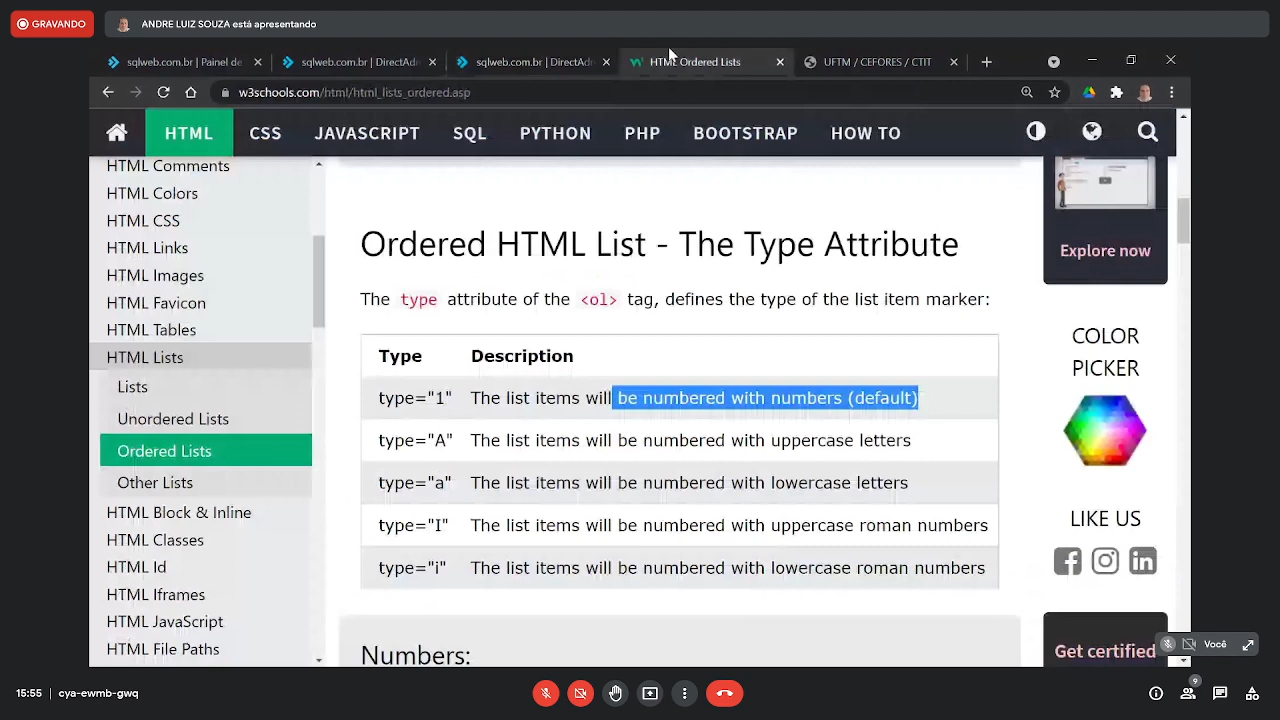 GRAVANDO
ANDRE LUIZ SOUZA está apresentando
sqlweb.com.br | Painel de
sqlweb.com.br | DirectAdm
sqlweb.com.br | DirectAdm
HTML Ordered Lists
UFTM / CEFORES / CTIT
w3schools.com/html/html_lists_ordered.asp
HTML
CSS
JAVASCRIPT
SQL
PYTHON
PHP
BOOTSTRAP
HOW TO
HTML Comments
HTML Colors
HTML CSS
HTML Links
HTML Images
HTML Favicon
HTML Tables
HTML Lists
Lists
Unordered Lists
Ordered Lists
Other Lists
HTML Block & Inline
HTML Classes
HTML Id
HTML Iframes
HTML JavaScript
HTML File Paths
Ordered HTML List - The Type Attribute
The type attribute of the <ol> tag, defines the type of the list item marker:
Type Description
type="1" The list items will be numbered with numbers (default)
type="A" The list items will be numbered with uppercase letters
type="a" The list items will be numbered with lowercase letters
type="I" The list items will be numbered with uppercase roman numbers
type="i" The list items will be numbered with lowercase roman numbers
Numbers:
Explore now
COLOR
PICKER
LIKE US
Get certified
Você
15:55
cya-ewmb-gwq
9